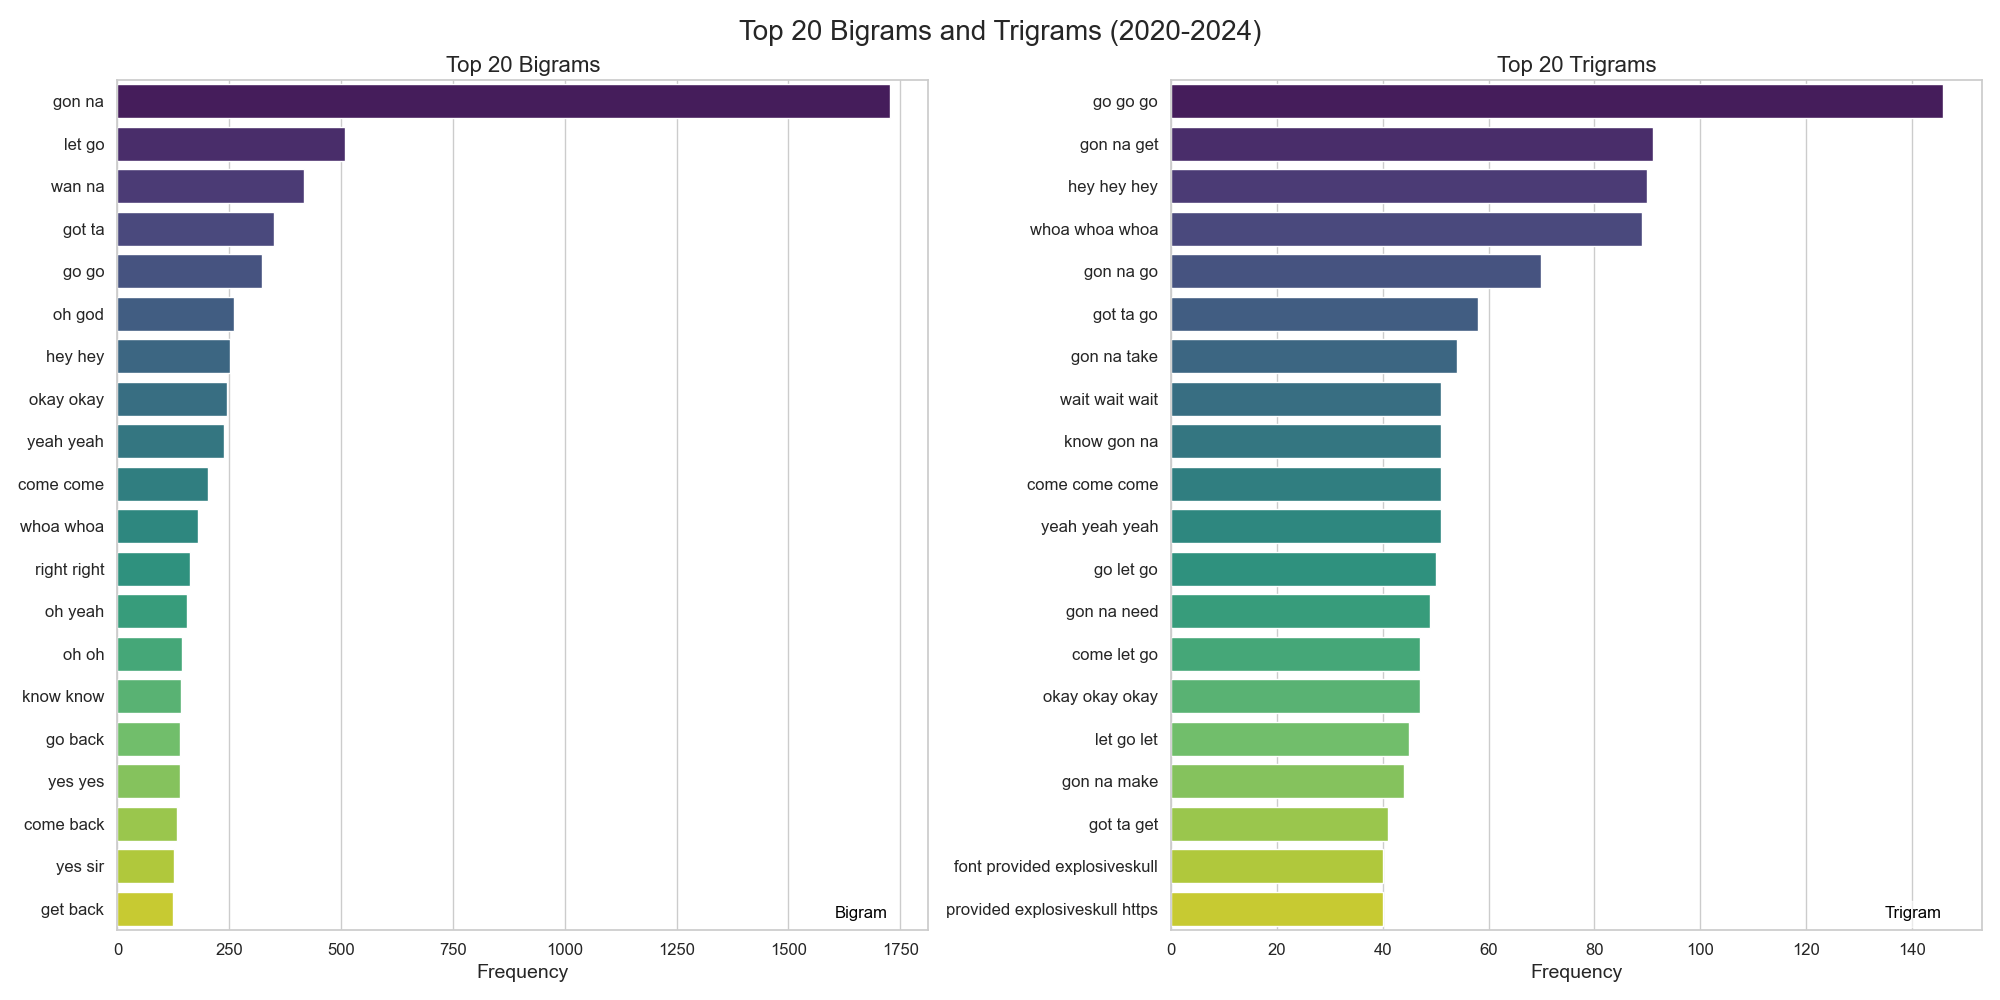 Top 20 Bigrams and Trigrams (2020-2024)
Top 20 Bigrams
gon na
let go
wan na
got ta
go go
oh god
hey hey
okay okay
yeah yeah
come come
whoa whoa
right right
oh yeah
oh oh
know know
go back
yes yes
come back
yes sir
get back
Bigram
0 250 500 750 1000 1250 1500 1750
Frequency
Top 20 Trigrams
go go go
gon na get
hey hey hey
whoa whoa whoa
gon na go
got ta go
gon na take
wait wait wait
know gon na
come come come
yeah yeah yeah
go let go
gon na need
come let go
okay okay okay
let go let
gon na make
got ta get
font provided explosiveskull
provided explosiveskull https
Trigram
0 20 40 60 80 100 120 140
Frequency